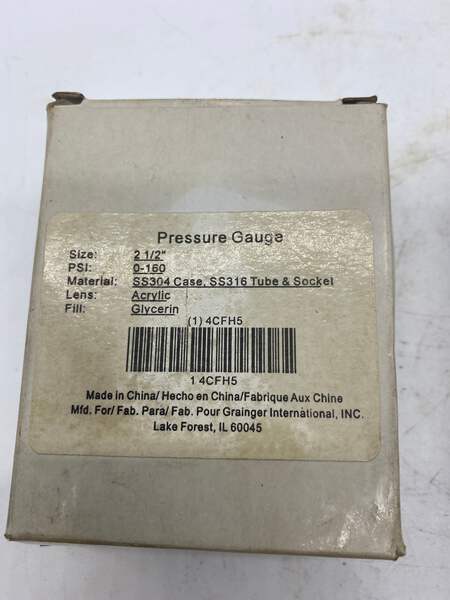 Pressure Gauge
Size: 2 1/2"
PSI: 0-160
Material: SS304 Case, SS316 Tube & Socket
Lens: Acrylic
Fill: Glycerin
(1) 4CFH5
1 4CFH5
Made in China/ Hecho en China/Fabrique Aux Chine
Mfd. For/ Fab. Para/ Fab. Pour Grainger International, INC.
Lake Forest, IL 60045